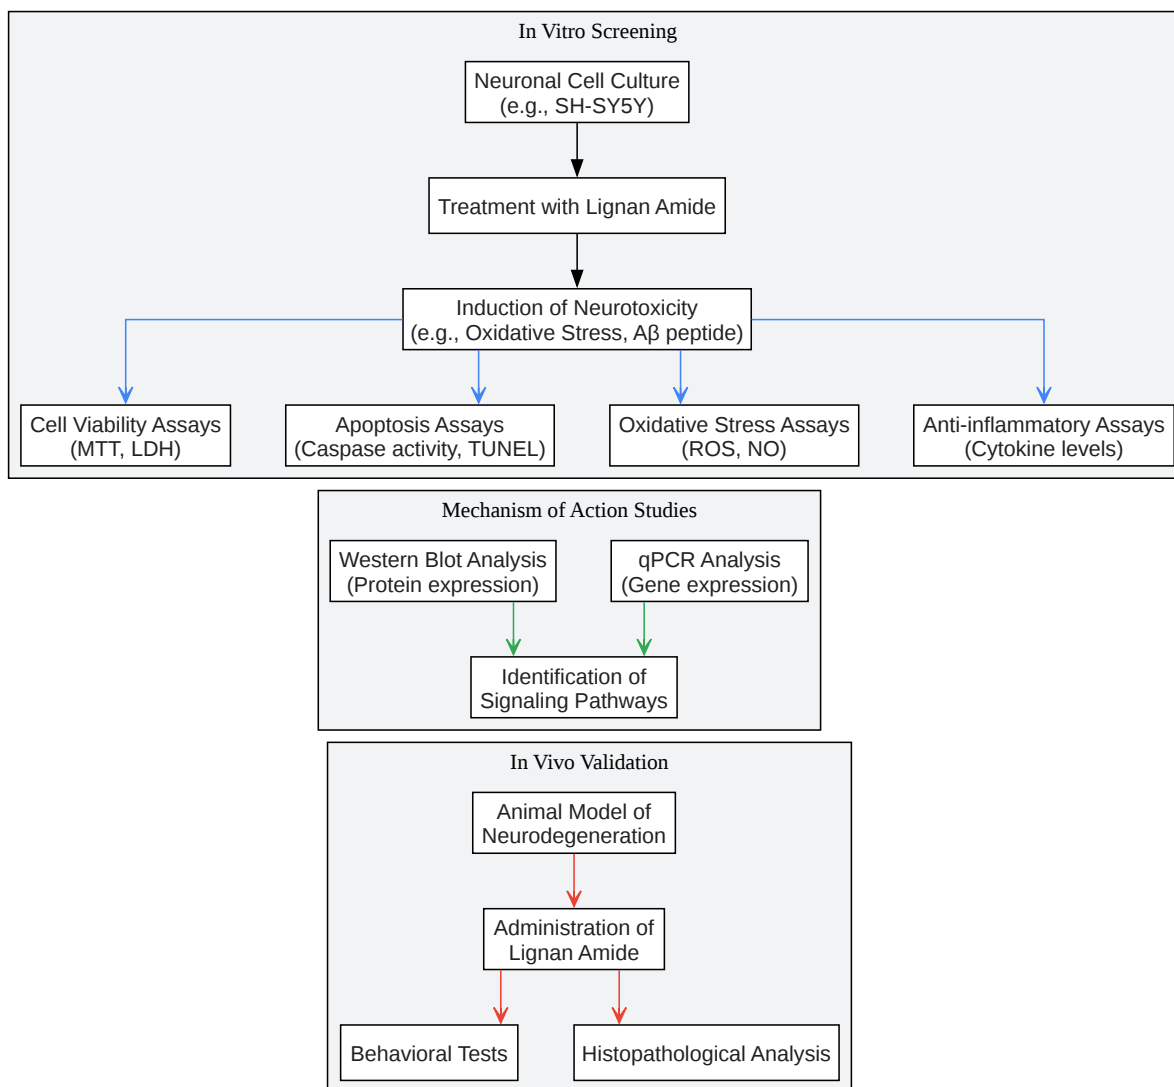 In Vitro Screening
Neuronal Cell Culture
(e.g., SH-SY5Y)
Treatment with Lignan Amide
Induction of Neurotoxicity
(e.g., Oxidative Stress, Aβ peptide)
Cell Viability Assays
(MTT, LDH)
Apoptosis Assays
(Caspase activity, TUNEL)
Oxidative Stress Assays
(ROS, NO)
Anti-inflammatory Assays
(Cytokine levels)
Mechanism of Action Studies
Western Blot Analysis
(Protein expression)
qPCR Analysis
(Gene expression)
Identification of
Signaling Pathways
In Vivo Validation
Animal Model of
Neurodegeneration
Administration of
Lignan Amide
Behavioral Tests
Histopathological Analysis